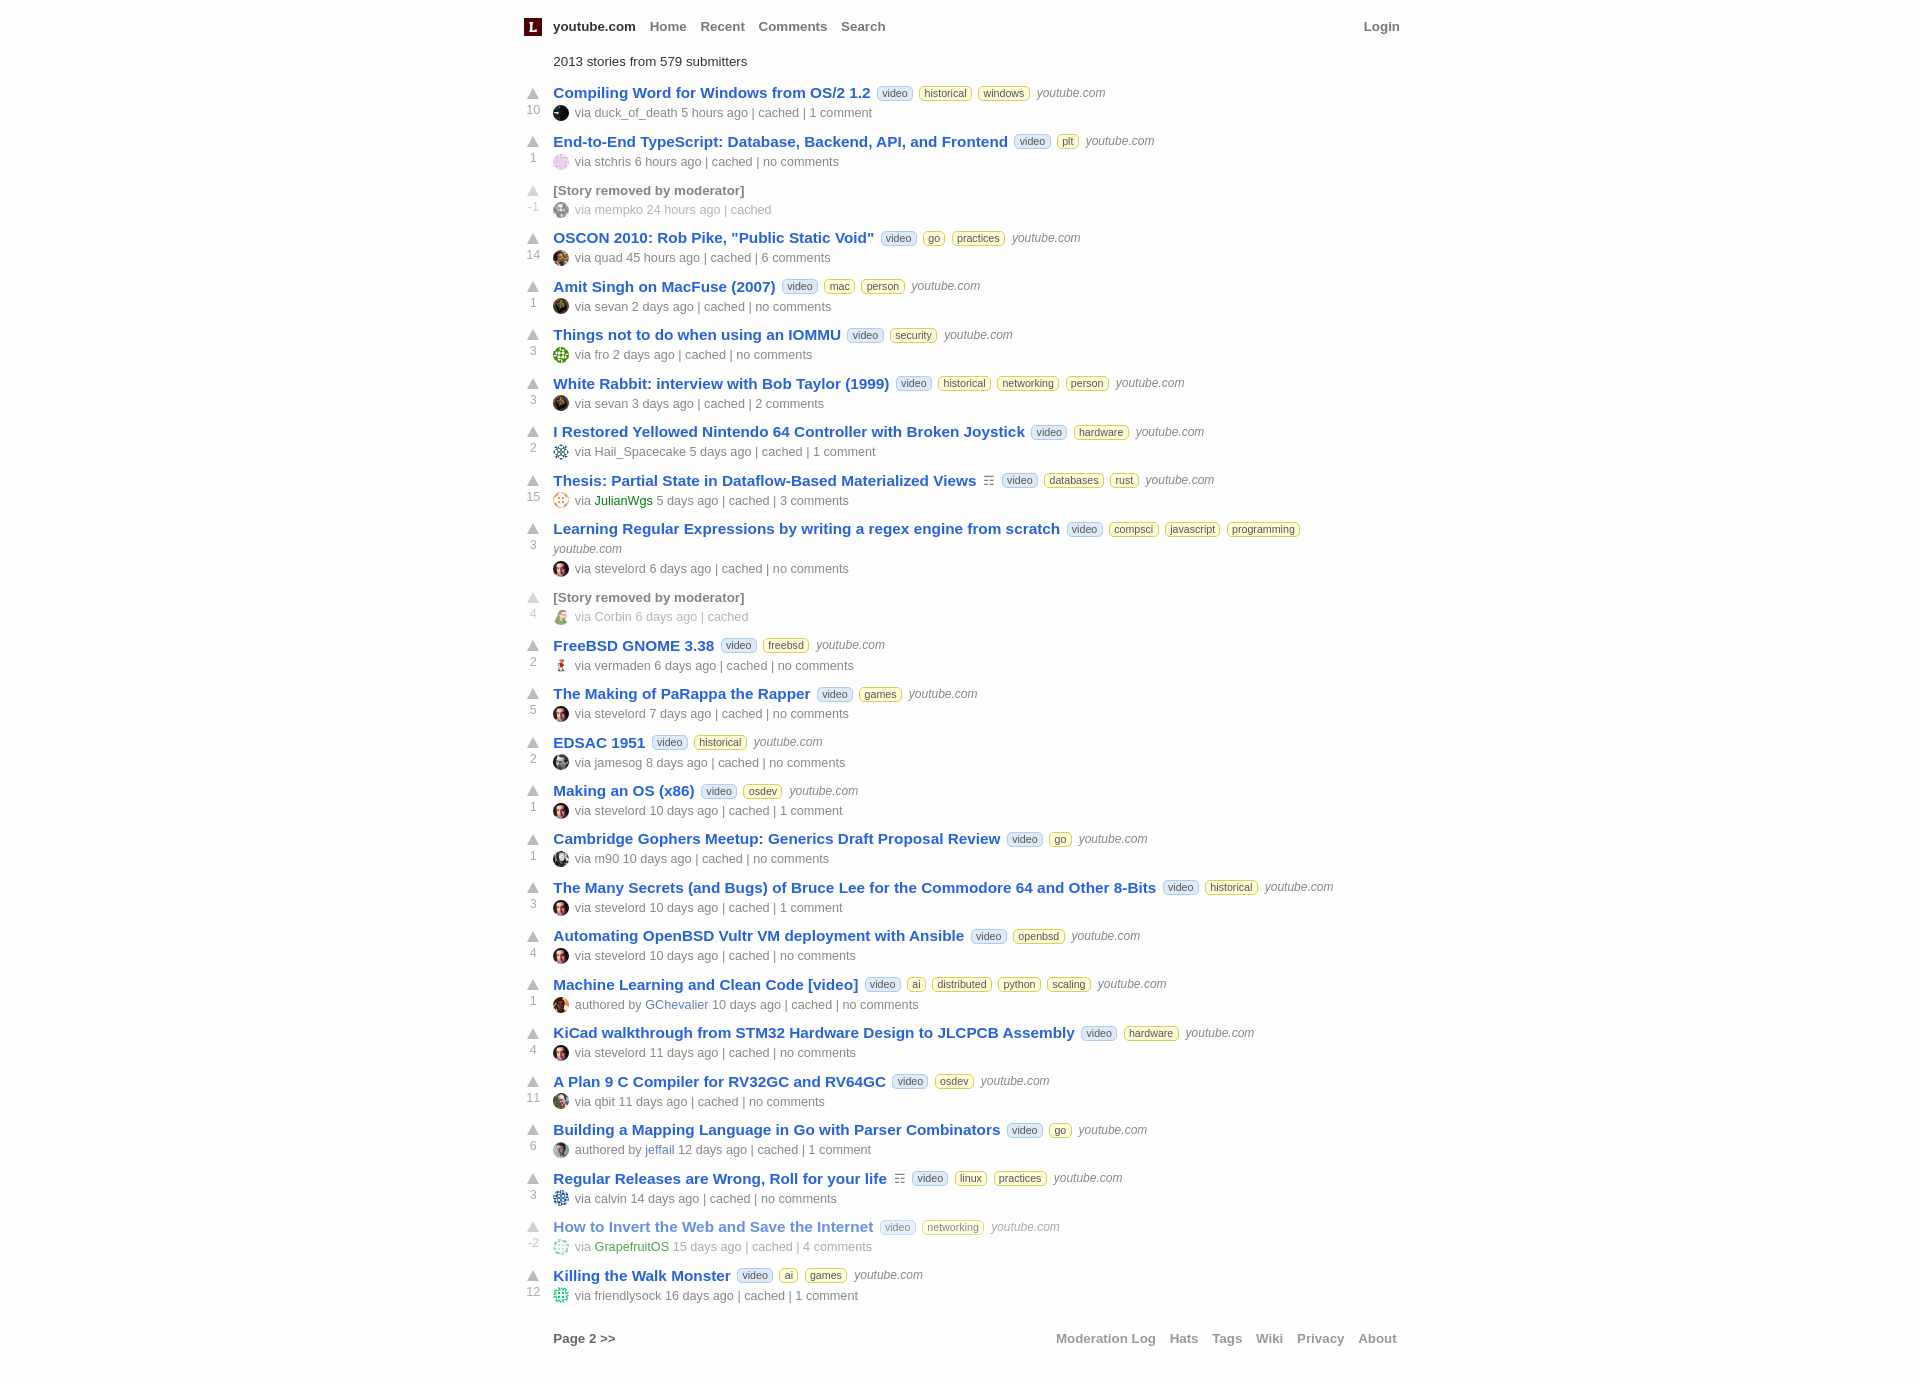 L youtube.com Home Recent Comments Search Login
2013 stories from 579 submitters
Compiling Word for Windows from OS/2 1.2 video historical windows youtube.com
10 via duck_of_death 5 hours ago | cached | 1 comment
End-to-End TypeScript: Database, Backend, API, and Frontend video plt youtube.com
1 via stchris 6 hours ago | cached | no comments
[Story removed by moderator]
-1 via mempko 24 hours ago | cached
OSCON 2010: Rob Pike, "Public Static Void" video go practices youtube.com
14 via quad 45 hours ago | cached | 6 comments
Amit Singh on MacFuse (2007) video mac person youtube.com
1 via sevan 2 days ago | cached | no comments
Things not to do when using an IOMMU video security youtube.com
3 via fro 2 days ago | cached | no comments
White Rabbit: interview with Bob Taylor (1999) video historical networking person youtube.com
3 via sevan 3 days ago | cached | 2 comments
I Restored Yellowed Nintendo 64 Controller with Broken Joystick video hardware youtube.com
2 via Hail_Spacecake 5 days ago | cached | 1 comment
Thesis: Partial State in Dataflow-Based Materialized Views ☶ video databases rust youtube.com
15 via JulianWgs 5 days ago | cached | 3 comments
Learning Regular Expressions by writing a regex engine from scratch video compsci javascript programming
3 youtube.com
via stevelord 6 days ago | cached | no comments
[Story removed by moderator]
4 via Corbin 6 days ago | cached
FreeBSD GNOME 3.38 video freebsd youtube.com
2 via vermaden 6 days ago | cached | no comments
The Making of PaRappa the Rapper video games youtube.com
5 via stevelord 7 days ago | cached | no comments
EDSAC 1951 video historical youtube.com
2 via jamesog 8 days ago | cached | no comments
Making an OS (x86) video osdev youtube.com
1 via stevelord 10 days ago | cached | 1 comment
Cambridge Gophers Meetup: Generics Draft Proposal Review video go youtube.com
1 via m90 10 days ago | cached | no comments
The Many Secrets (and Bugs) of Bruce Lee for the Commodore 64 and Other 8-Bits video historical youtube.com
3 via stevelord 10 days ago | cached | 1 comment
Automating OpenBSD Vultr VM deployment with Ansible video openbsd youtube.com
4 via stevelord 10 days ago | cached | no comments
Machine Learning and Clean Code [video] video ai distributed python scaling youtube.com
1 authored by GChevalier 10 days ago | cached | no comments
KiCad walkthrough from STM32 Hardware Design to JLCPCB Assembly video hardware youtube.com
4 via stevelord 11 days ago | cached | no comments
A Plan 9 C Compiler for RV32GC and RV64GC video osdev youtube.com
11 via qbit 11 days ago | cached | no comments
Building a Mapping Language in Go with Parser Combinators video go youtube.com
6 authored by jeffail 12 days ago | cached | 1 comment
Regular Releases are Wrong, Roll for your life ☶ video linux practices youtube.com
3 via calvin 14 days ago | cached | no comments
How to Invert the Web and Save the Internet video networking youtube.com
-2 via GrapefruitOS 15 days ago | cached | 4 comments
Killing the Walk Monster video ai games youtube.com
12 via friendlysock 16 days ago | cached | 1 comment
Page 2 >> Moderation Log Hats Tags Wiki Privacy About